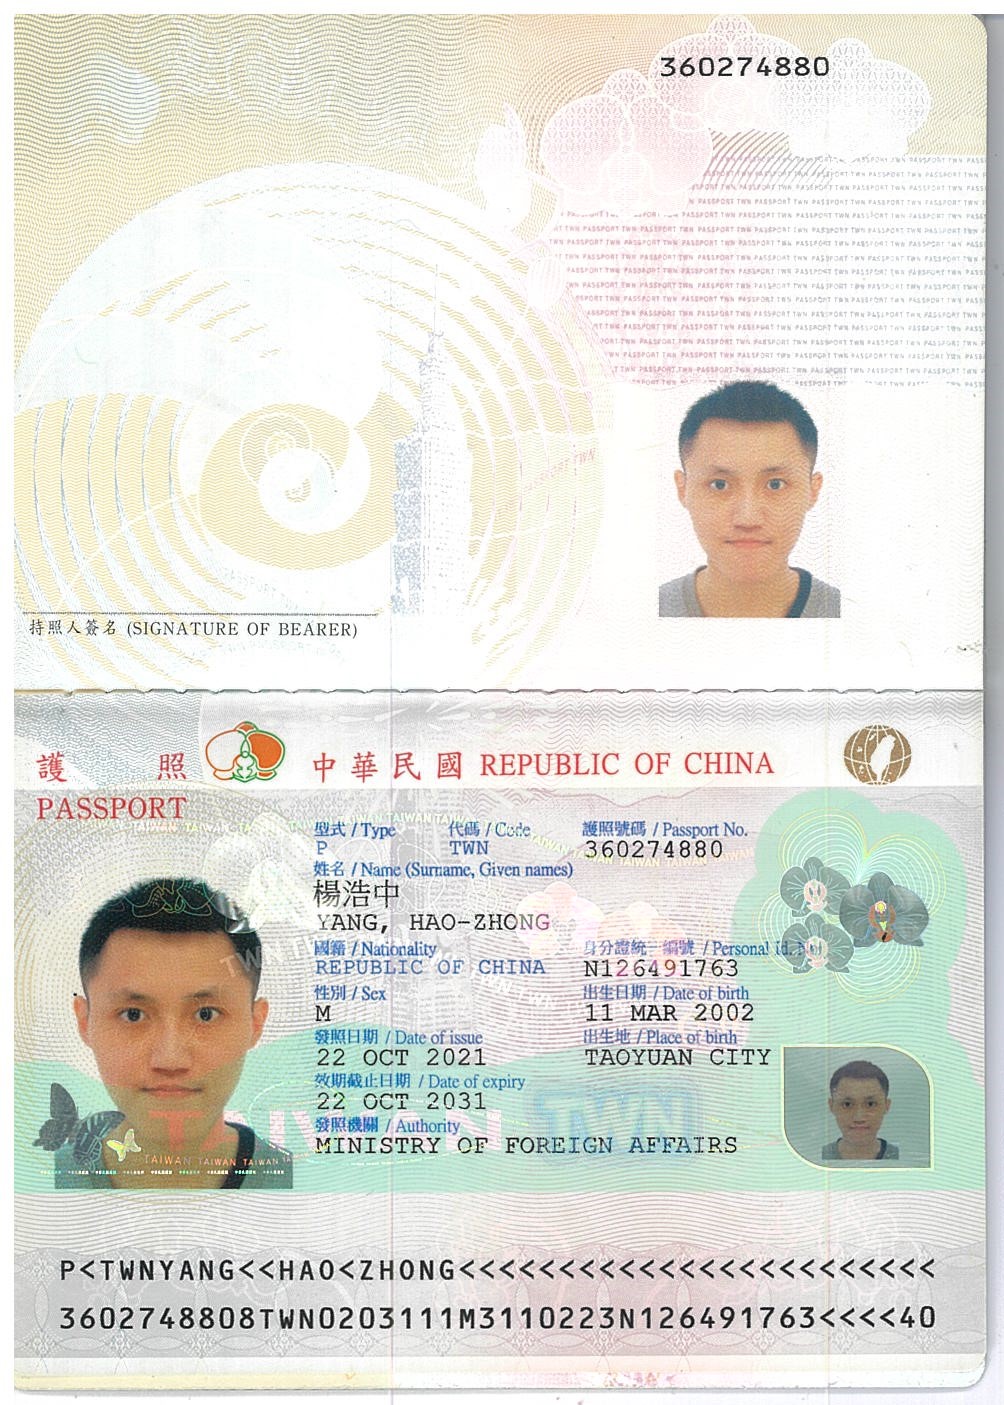 360274880
持照人簽名 (SIGNATURE OF BEARER)
護照 中華民國 REPUBLIC OF CHINA
PASSPORT
型式 / Type 代碼 / Code 護照號碼 / Passport No.
P TWN 360274880
姓名 / Name (Surname, Given names)
楊浩中
YANG, HAO-ZHONG
國籍 / Nationality 身分證統一編號 / Personal Id. No.
REPUBLIC OF CHINA N126491763
性別 / Sex 出生日期 / Date of birth
M 11 MAR 2002
發照日期 / Date of issue 出生地 / Place of birth
22 OCT 2021 TAOYUAN CITY
效期截止日期 / Date of expiry
22 OCT 2031
發照機關 / Authority
MINISTRY OF FOREIGN AFFAIRS
TAIWAN TWN
TAIWAN TAIWAN TAIWAN
P<TWNYANG<<HAO<ZHONG<<<<<<<<<<<<<<<<<<<<<<<<
3602748808TWN0203111M3110223N126491763<<<<40